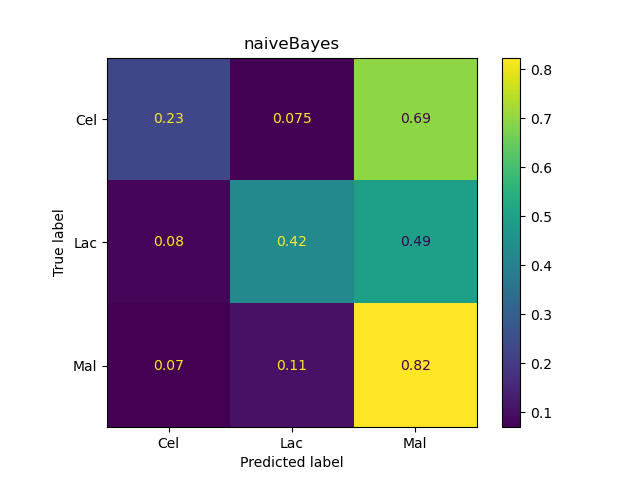 naiveBayes
0.8
0.7
0.6
0.5
0.4
0.3
0.2
0.1
True label
Cel
0.23 0.075 0.69
Lac
0.08 0.42 0.49
Mal
0.07 0.11 0.82
Cel Lac Mal
Predicted label